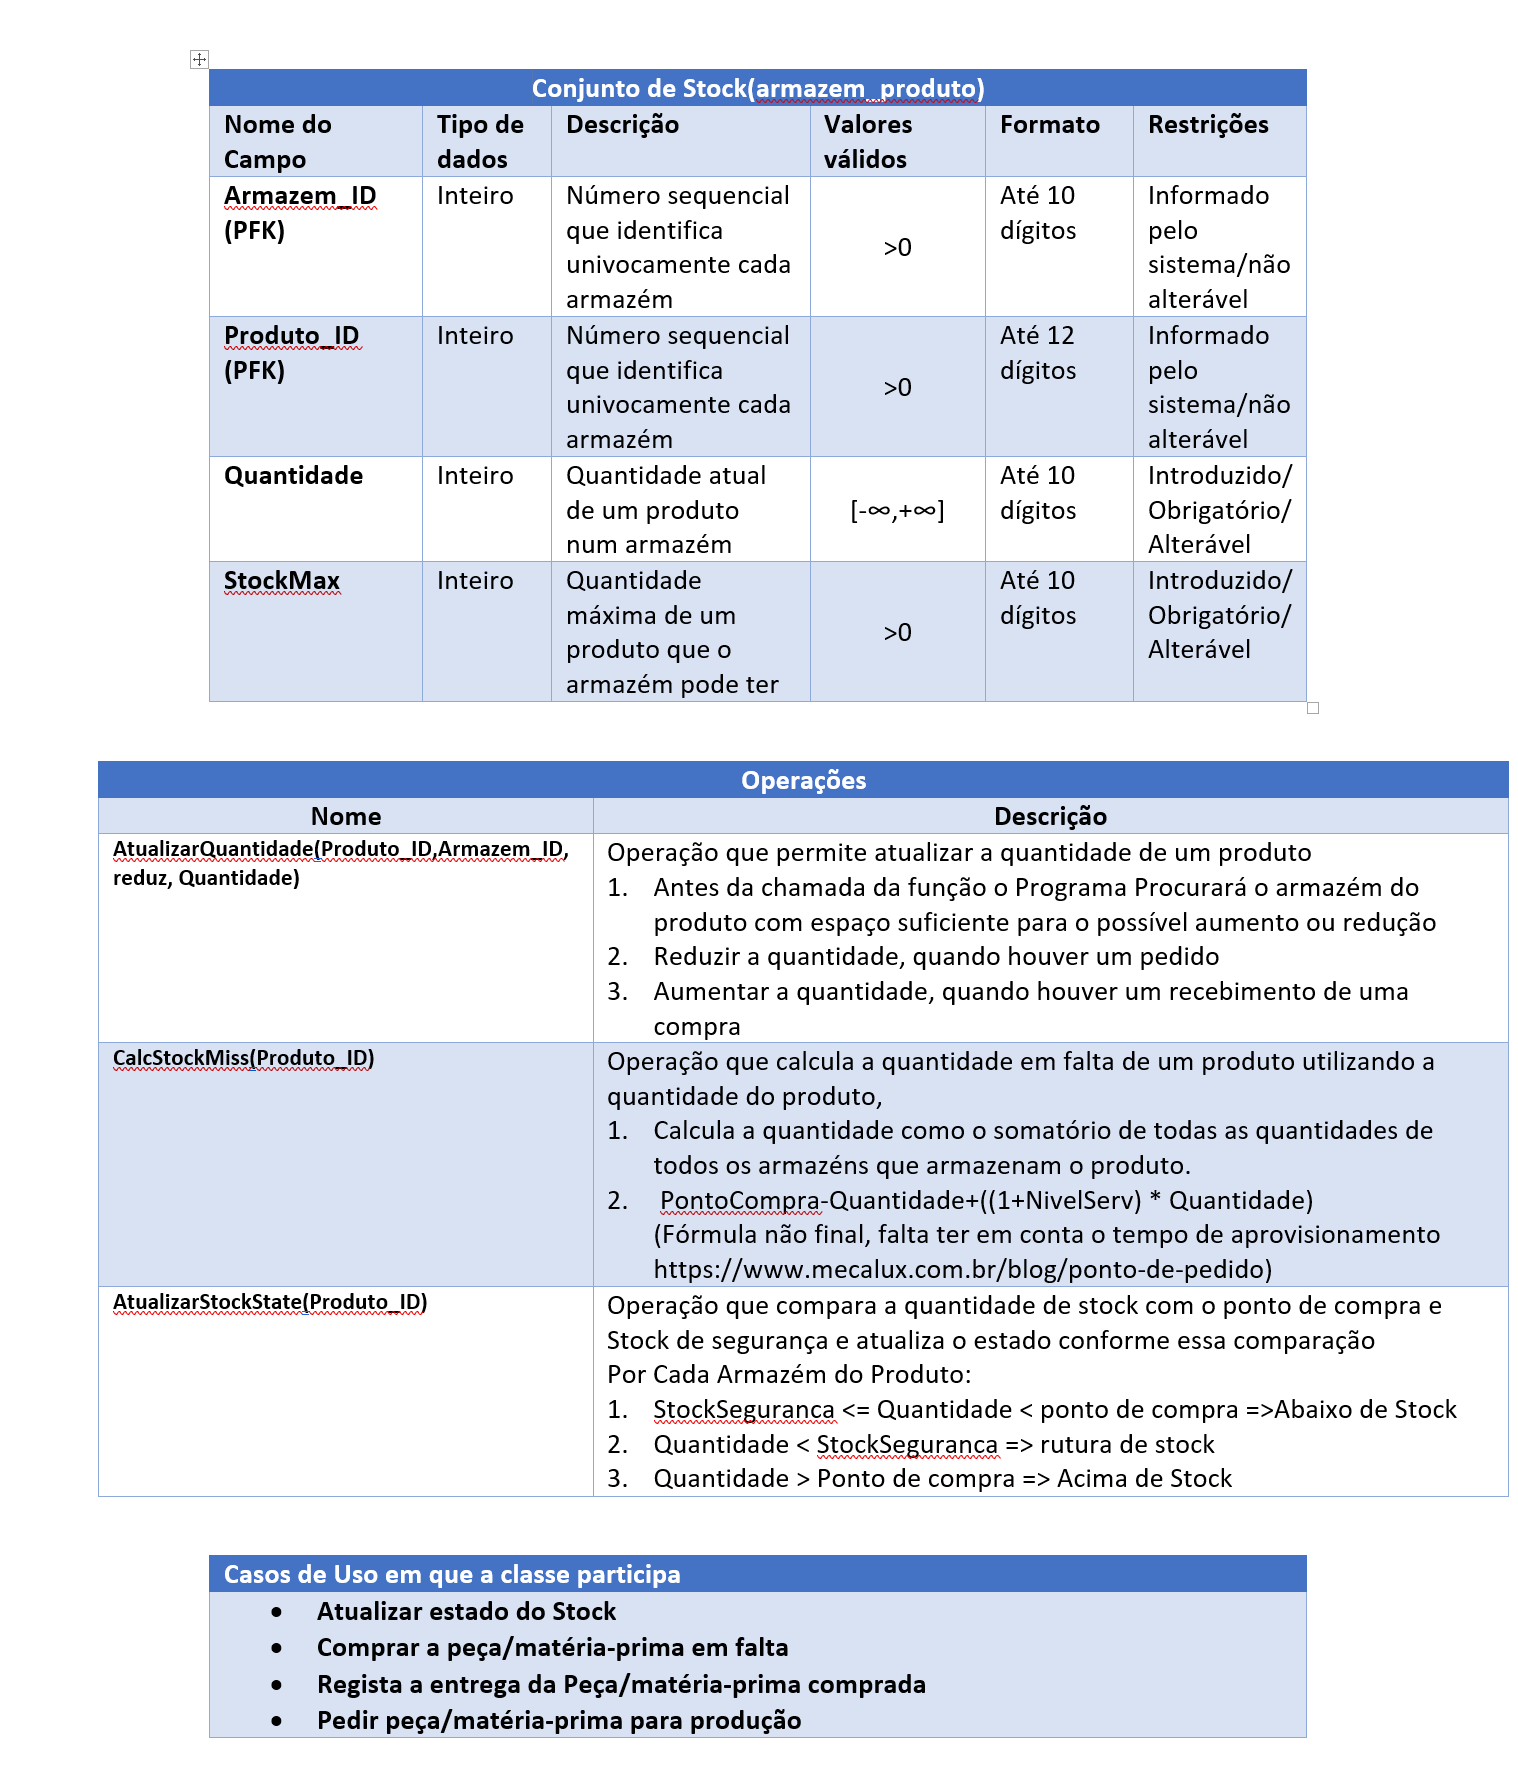 Conjunto de Stock(armazem_produto)
Nome do Campo
Tipo de dados
Descrição
Valores válidos
Formato
Restrições
Armazem_ID (PFK)
Inteiro
Número sequencial que identifica univocamente cada armazém
>0
Até 10 dígitos
Informado pelo sistema/não alterável
Produto_ID (PFK)
Inteiro
Número sequencial que identifica univocamente cada armazém
>0
Até 12 dígitos
Informado pelo sistema/não alterável
Quantidade
Inteiro
Quantidade atual de um produto num armazém
[-∞,+∞]
Até 10 dígitos
Introduzido/ Obrigatório/ Alterável
StockMax
Inteiro
Quantidade máxima de um produto que o armazém pode ter
>0
Até 10 dígitos
Introduzido/ Obrigatório/ Alterável
Operações
Nome
Descrição
AtualizarQuantidade(Produto_ID,Armazem_ID,
reduz, Quantidade)
Operação que permite atualizar a quantidade de um produto
1. Antes da chamada da função o Programa Procurará o armazém do
produto com espaço suficiente para o possível aumento ou redução
2. Reduzir a quantidade, quando houver um pedido
3. Aumentar a quantidade, quando houver um recebimento de uma
compra
CalcStockMiss(Produto_ID)
Operação que calcula a quantidade em falta de um produto utilizando a
quantidade do produto,
1. Calcula a quantidade como o somatório de todas as quantidades de
todos os armazéns que armazenam o produto.
2. PontoCompra-Quantidade+((1+NivelServ) * Quantidade)
(Fórmula não final, falta ter em conta o tempo de aprovisionamento
https://www.mecalux.com.br/blog/ponto-de-pedido)
AtualizarStockState(Produto_ID)
Operação que compara a quantidade de stock com o ponto de compra e
Stock de segurança e atualiza o estado conforme essa comparação
Por Cada Armazém do Produto:
1. StockSeguranca <= Quantidade < ponto de compra =>Abaixo de Stock
2. Quantidade < StockSeguranca => rutura de stock
3. Quantidade > Ponto de compra => Acima de Stock
Casos de Uso em que a classe participa
• Atualizar estado do Stock
• Comprar a peça/matéria-prima em falta
• Regista a entrega da Peça/matéria-prima comprada
• Pedir peça/matéria-prima para produção